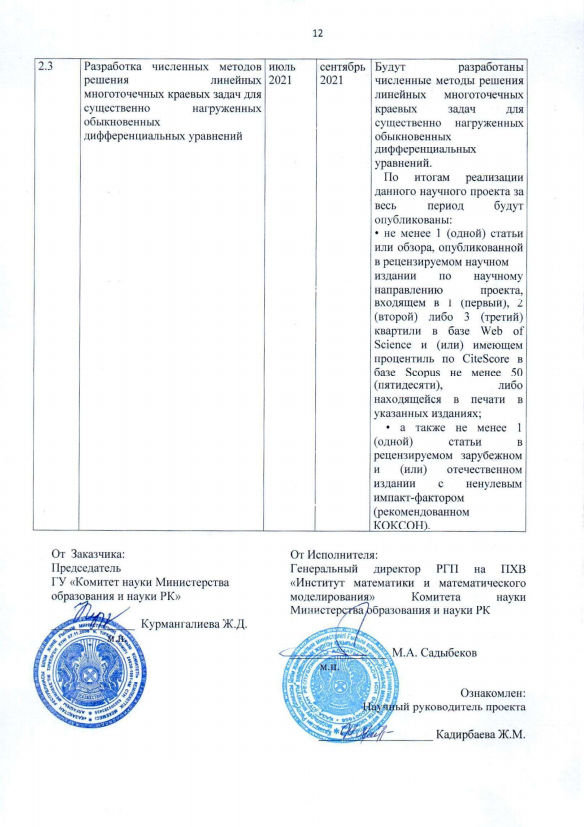 12
2.3
Разработка численных методов
решения линейных
многоточечных краевых задач для
существенно нагруженных
обыкновенных
дифференциальных уравнений
июль
2021
сентябрь
2021
Будут разработаны
численные методы решения
линейных многоточечных
краевых задач для
существенно нагруженных
обыкновенных
дифференциальных
уравнений.
По итогам реализации
данного научного проекта за
весь период будут
опубликованы:
• не менее 1 (одной) статьи
или обзора, опубликованной
в рецензируемом научном
издании по научному
направлению проекта,
входящем в 1 (первый), 2
(второй) либо 3 (третий)
квартили в базе Web of
Science и (или) имеющем
процентиль по CiteScore в
базе Scopus не менее 50
(пятидесяти), либо
находящейся в печати в
указанных изданиях;
• а также не менее 1
(одной) статьи в
рецензируемом зарубежном
и (или) отечественном
издании с ненулевым
импакт-фактором
(рекомендованном
КОКСОН).
От Заказчика:
Председатель
ГУ «Комитет науки Министерства
образования и науки РК»
Курмангалиева Ж.Д.
м.п.
От Исполнителя:
Генеральный директор РГП на ПХВ
«Институт математики и математического
моделирования» Комитета науки
Министерства образования и науки РК
М.А. Садыбеков
м.п.
Ознакомлен:
Научный руководитель проекта
Кадирбаева Ж.М.